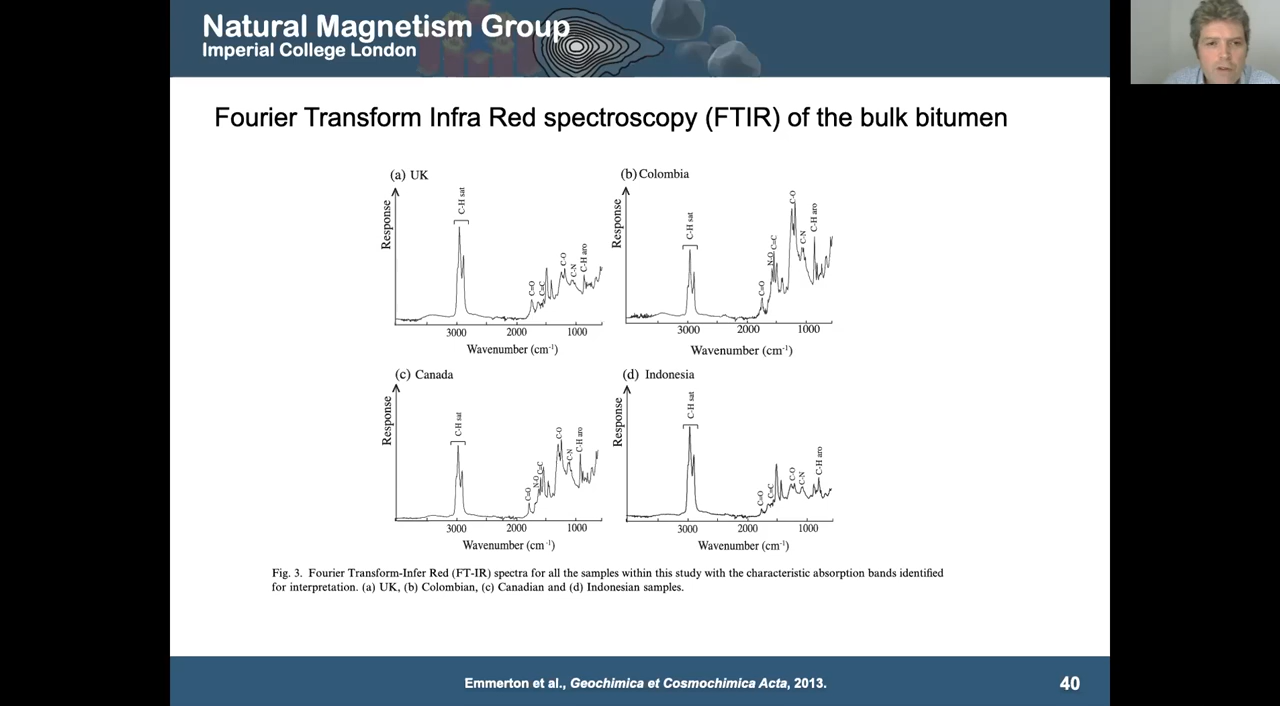 Natural Magnetism Group
Imperial College London
Fourier Transform Infra Red spectroscopy (FTIR) of the bulk bitumen
(a) UK
Response
C-H sat
C=O
C=C
C-O
C-N
C-H aro
3000 2000 1000
Wavenumber (cm⁻¹)
(b) Colombia
Response
C-H sat
C=O
N-O
C=C
C-O
C-N
C-H aro
3000 2000 1000
Wavenumber (cm⁻¹)
(c) Canada
Response
C-H sat
C=O
N-O
C=C
C-O
C-N
C-H aro
3000 2000 1000
Wavenumber (cm⁻¹)
(d) Indonesia
Response
C-H sat
C=O
C=C
C-O
C-N
C-H aro
3000 2000 1000
Wavenumber (cm⁻¹)
Fig. 3. Fourier Transform-Infer Red (FT-IR) spectra for all the samples within this study with the characteristic absorption bands identified
for interpretation. (a) UK, (b) Colombian, (c) Canadian and (d) Indonesian samples.
Emmerton et al., Geochimica et Cosmochimica Acta, 2013.
40